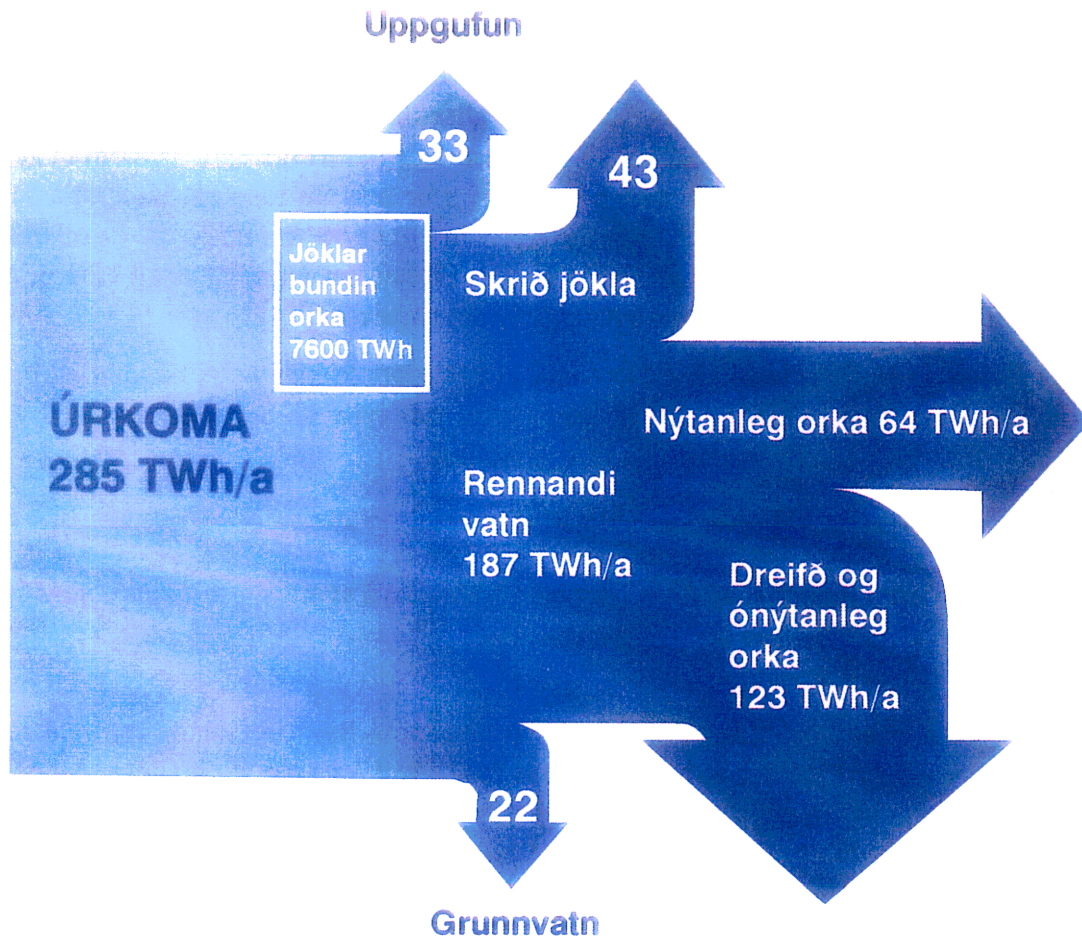 Uppgufun
33
43
Jöklar
bundin
orka
7600 TWh
Skrið jökla
ÚRKOMA
285 TWh/a
Nýtanleg orka 64 TWh/a
Rennandi
vatn
187 TWh/a
Dreifð og
ónýtanleg
orka
123 TWh/a
22
Grunnvatn